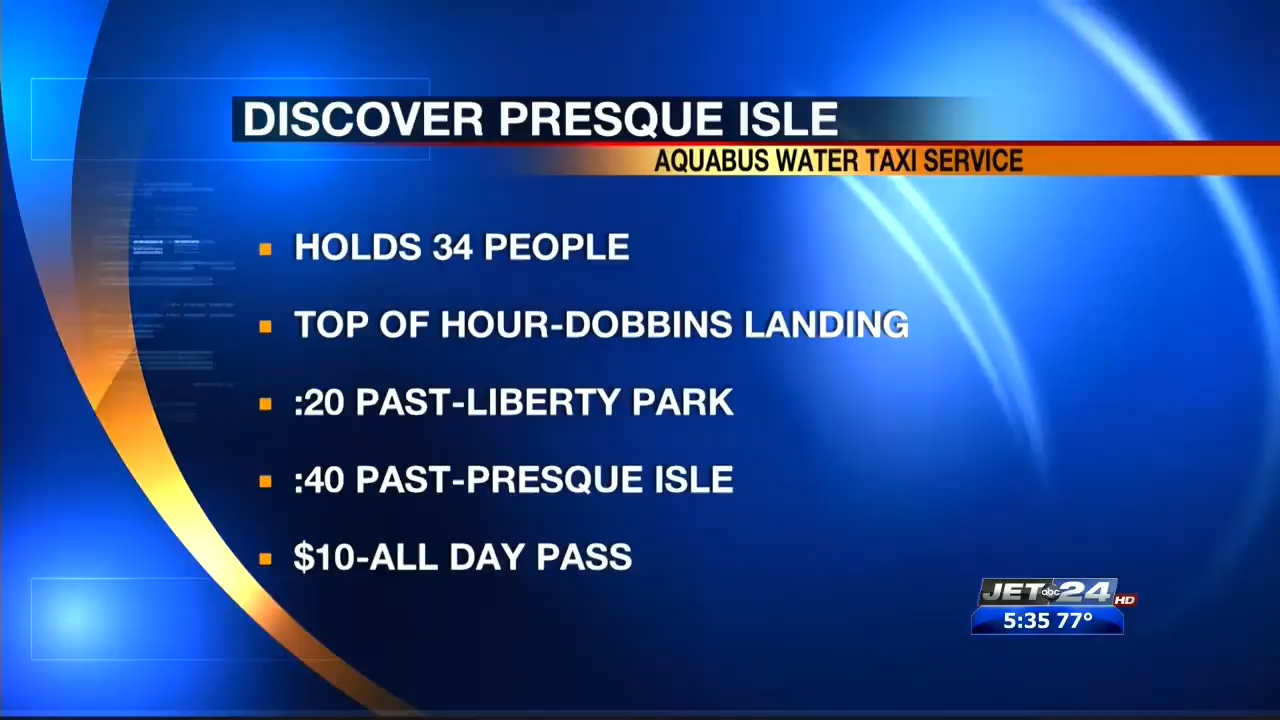 DISCOVER PRESQUE ISLE
AQUABUS WATER TAXI SERVICE
HOLDS 34 PEOPLE
TOP OF HOUR-DOBBINS LANDING
:20 PAST-LIBERTY PARK
:40 PAST-PRESQUE ISLE
$10-ALL DAY PASS
JET abc 24 HD
5:35 77°